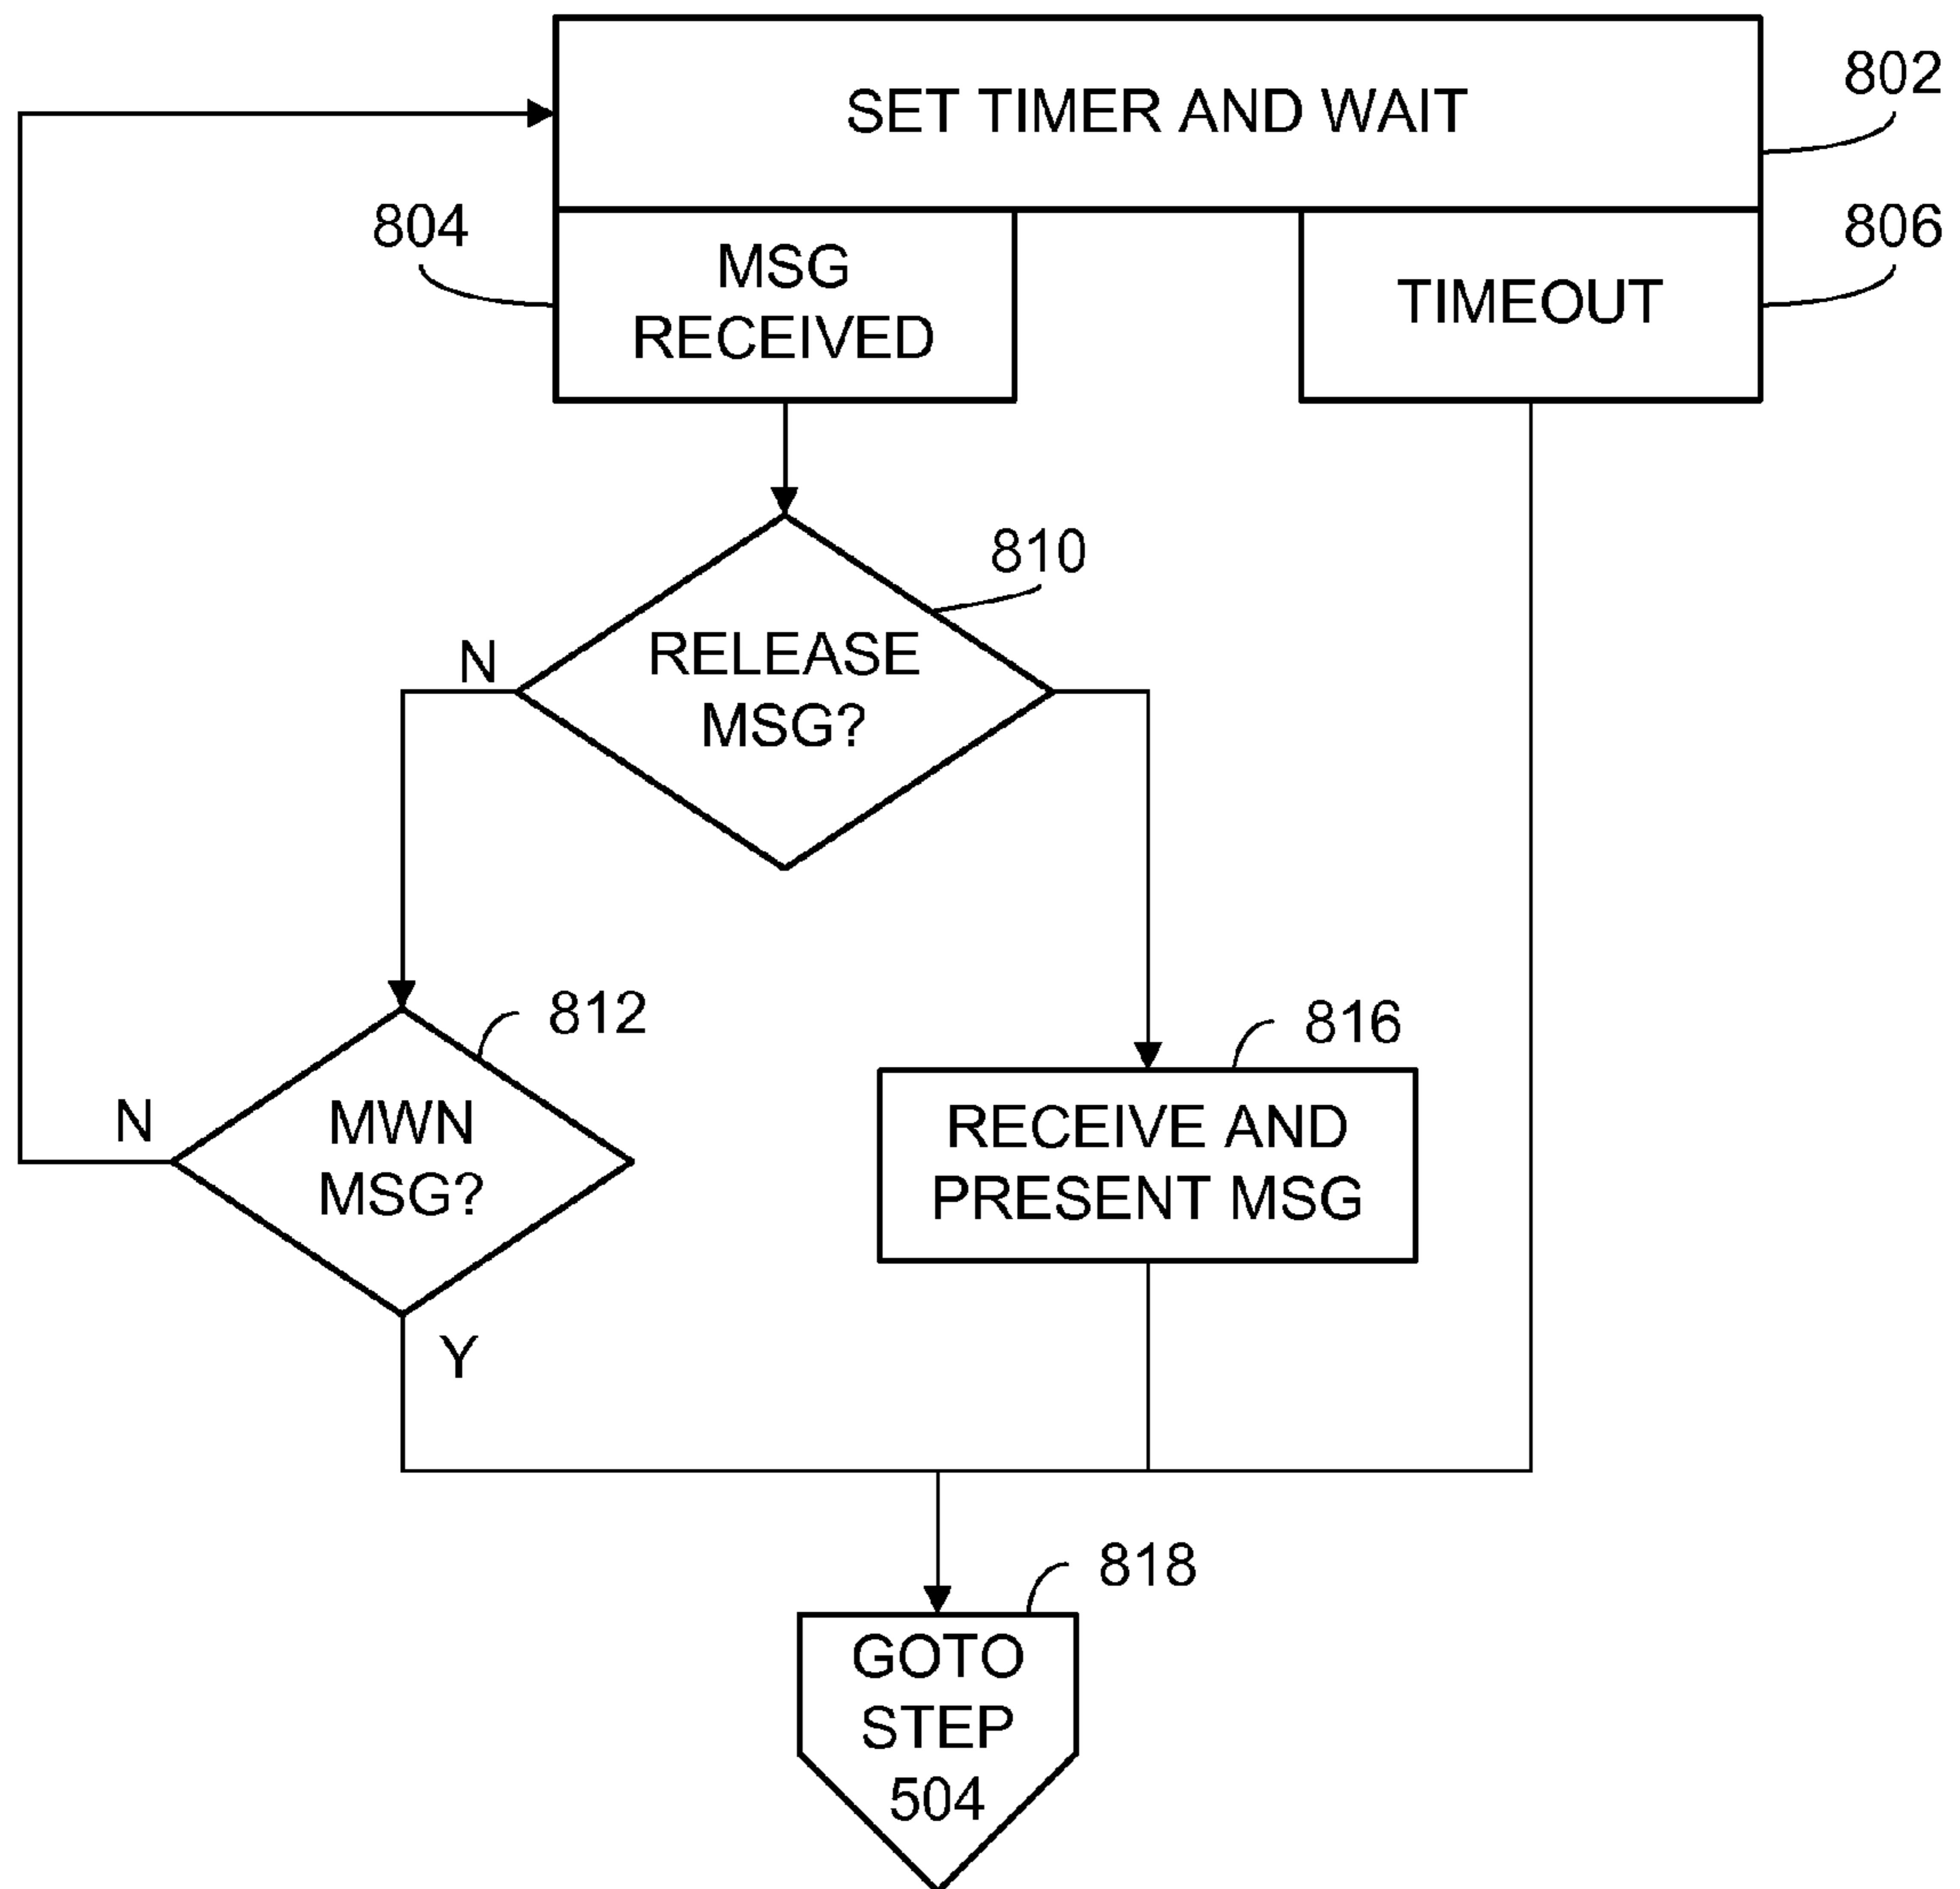 SET TIMER AND WAIT
802
804
MSG
RECEIVED
TIMEOUT
806
810
N
RELEASE
MSG?
812
N
MWN
MSG?
Y
816
RECEIVE AND
PRESENT MSG
818
GOTO
STEP
504